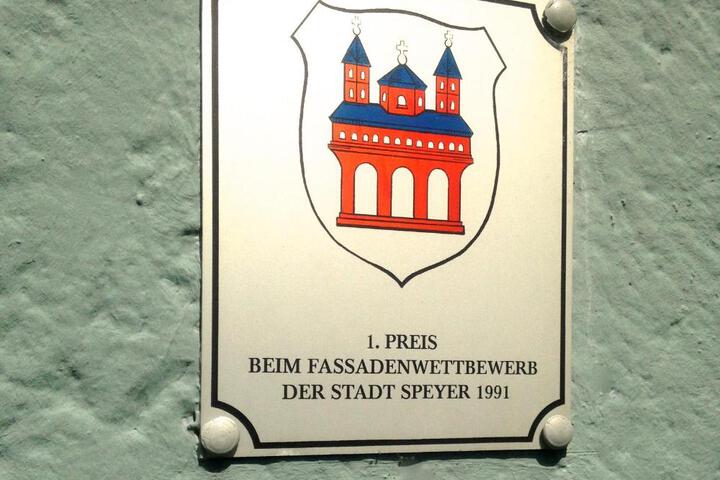 1. PREIS
BEIM FASSADENWETTBEWERB
DER STADT SPEYER 1991